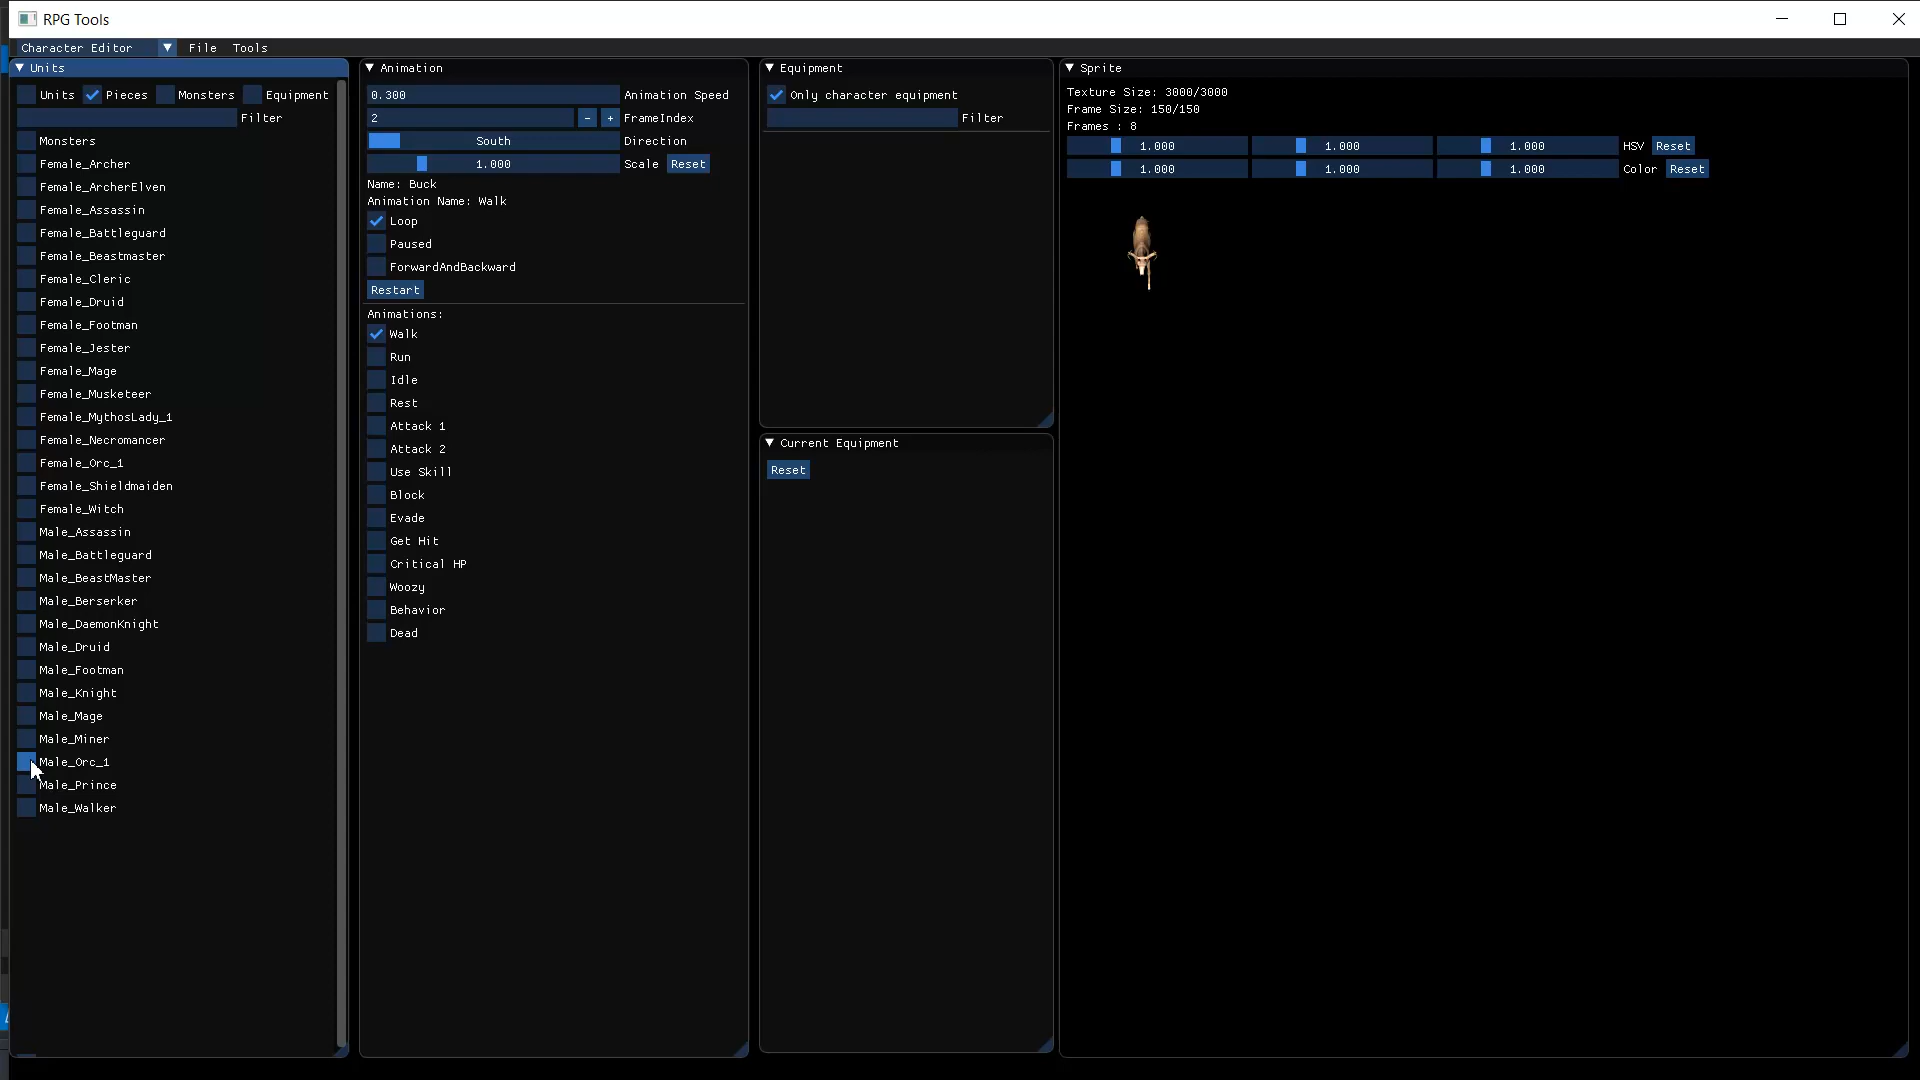 RPG Tools
Character Editor File Tools
Units
Units Pieces Monsters Equipment
Filter
Monsters
Female_Archer
Female_ArcherElven
Female_Assassin
Female_Battleguard
Female_Beastmaster
Female_Cleric
Female_Druid
Female_Footman
Female_Jester
Female_Mage
Female_Musketeer
Female_MythosLady_1
Female_Necromancer
Female_Orc_1
Female_Shieldmaiden
Female_Witch
Male_Assassin
Male_Battleguard
Male_BeastMaster
Male_Berserker
Male_DaemonKnight
Male_Druid
Male_Footman
Male_Knight
Male_Mage
Male_Miner
Male_Orc_1
Male_Prince
Male_Walker
Animation
0.300 Animation Speed
2 - + FrameIndex
South Direction
1.000 Scale Reset
Name: Buck
Animation Name: Walk
Loop
Paused
ForwardAndBackward
Restart
Animations:
Walk
Run
Idle
Rest
Attack 1
Attack 2
Use Skill
Block
Evade
Get Hit
Critical HP
Woozy
Behavior
Dead
Equipment
Only character equipment
Filter
Current Equipment
Reset
Sprite
Texture Size: 3000/3000
Frame Size: 150/150
Frames : 8
1.000 1.000 1.000 HSV Reset
1.000 1.000 1.000 Color Reset